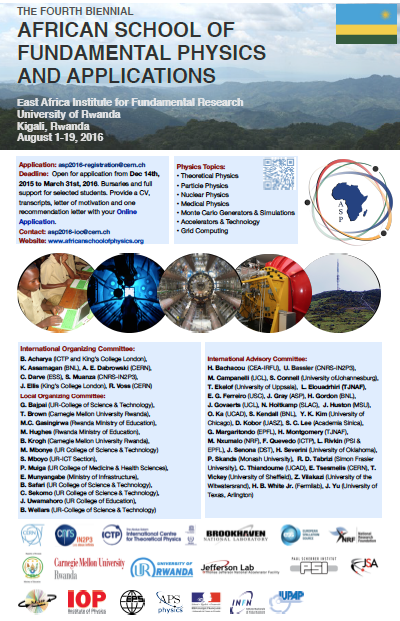 THE FOURTH BIENNIAL
AFRICAN SCHOOL OF
FUNDAMENTAL PHYSICS
AND APPLICATIONS
East Africa Institute for Fundamental Research
University of Rwanda
Kigali, Rwanda
August 1-19, 2016
Application: asp2016-registration@cern.ch
Deadline: Open for application from Dec 14th,
2015 to March 31st, 2016. Bursaries and full
support for selected students. Provide a CV,
transcripts, letter of motivation and one
recommendation letter with your Online
Application.
Contact: asp2016-ioc@cern.ch
Website: www.africanschoolofphysics.org
Physics Topics:
• Theoretical Physics
• Particle Physics
• Nuclear Physics
• Medical Physics
• Monte Carlo Generators & Simulations
• Accelerators & Technology
• Grid Computing
ASP
International Organizing Committee:
B. Acharya (ICTP and King's College London),
K. Assamagan (BNL), A. E. Dabrowski (CERN),
C. Darve (ESS), S. Muanza (CNRS-IN2P3),
J. Ellis (King's College London), R. Voss (CERN)
Local Organizing Committee:
G. Bajpai (UR-College of Science & Technology),
T. Brown (Carnegie Mellon University Rwanda),
M.C. Gasingirwa (Rwanda Ministry of Education),
M. Hughes (Rwanda Ministry of Education),
B. Krogh (Carnegie Mellon University Rwanda),
M. Mbonye (UR College of Science & Technology)
S. Mboyo (UR-ICT Section),
P. Muiga (UR College of Medicine & Health Sciences),
E. Munyangabe (Ministry of Infrastructure),
B. Safari (UR College of Science & Technology),
C. Sekomo (UR College of Science & Technology),
J. Uwamahoro (UR College of Education),
B. Wellars (UR-College of Science & Technology)
International Advisory Committee:
H. Bachacou (CEA-IRFU), U. Bassler (CNRS-IN2P3),
M. Campanelli (UCL), S. Connell (UJohannesburg),
T. Ekelof (University of Uppsala), L. Elouadrhiri (TJNAF),
E. G. Ferreiro (USC), J. Gray (ASP), H. Gordon (BNL),
J. Govaerts (UCL), N. Holtkamp (SLAC), J. Huston (MSU),
O. Ka (UCAD), S. Kendall (BNL), Y. K. Kim (University of
Chicago), D. Kobor (UASZ), S. C. Lee (Academia Sinica),
G. Margaritondo (EPFL), H. Montgomery (TJNAF),
M. Nxumalo (NRF), F. Quevedo (ICTP), L. Rivkin (PSI &
EPFL), J. Senona (DST), H. Severini (University of Oklahoma),
P. Skands (Monash University), R. D. Tabrizi (Simon Frasier
University), C. Thiandoume (UCAD), E. Tsesmelis (CERN), T.
Vickey (University of Sheffield), Z. Vilakazi (University of the
Witwatersrand), H. B. White Jr. (Fermilab), J. Yu (University of
Texas, Arlington)
CERN
cnrs
IN2P3
ICTP
International Centre
for Theoretical Physics
BROOKHAVEN
NATIONAL LABORATORY
EUROPEAN
SPALLATION
SOURCE
NRF
National
Research
Foundation
Carnegie Mellon University
Rwanda
UNIVERSITY of
RWANDA
Jefferson Lab
PAUL SCHERRER INSTITUT
PSI
JSA
IOP
Institute of Physics
EPS
APS
physics
INFN
IUPAP